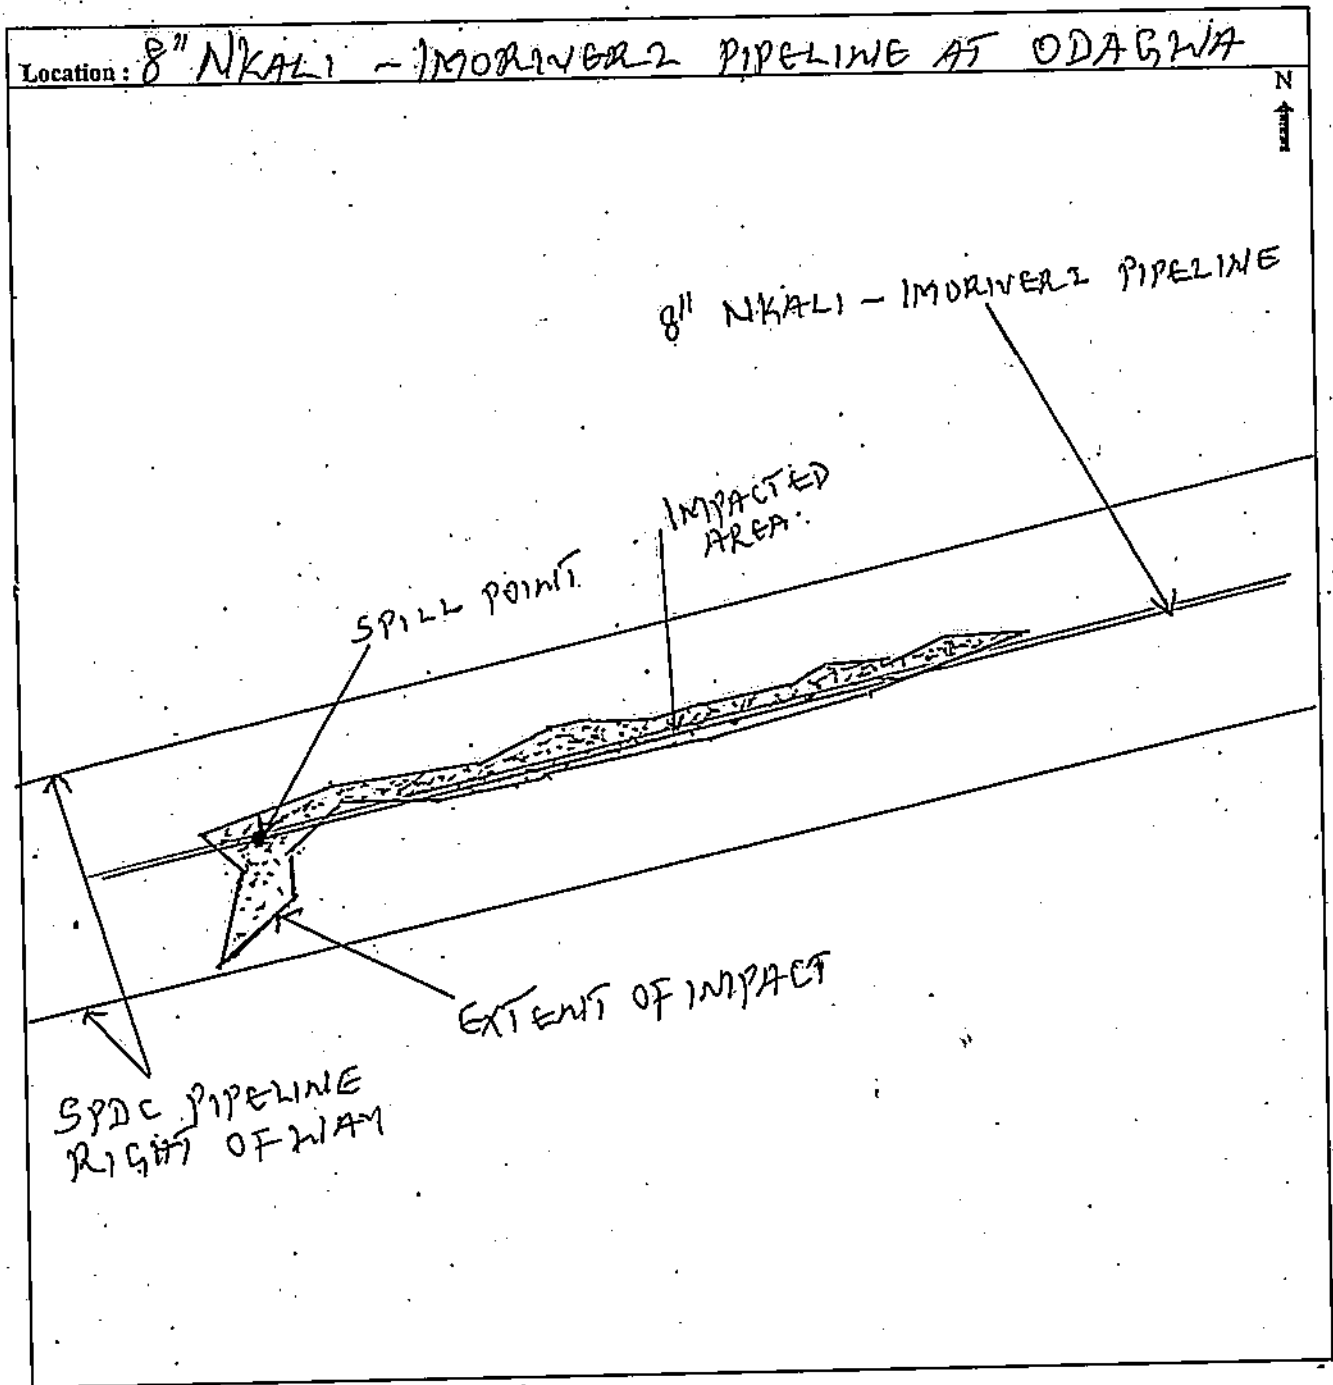 Location : 8" NKALI - IMORIVER2 PIPELINE AT ODAGWA
N
8" NKALI - IMORIVER2 PIPELINE
IMPACTED
AREA.
SPILL POINT.
EXTENT OF IMPACT
SPDC PIPELINE
RIGHT OF WAY